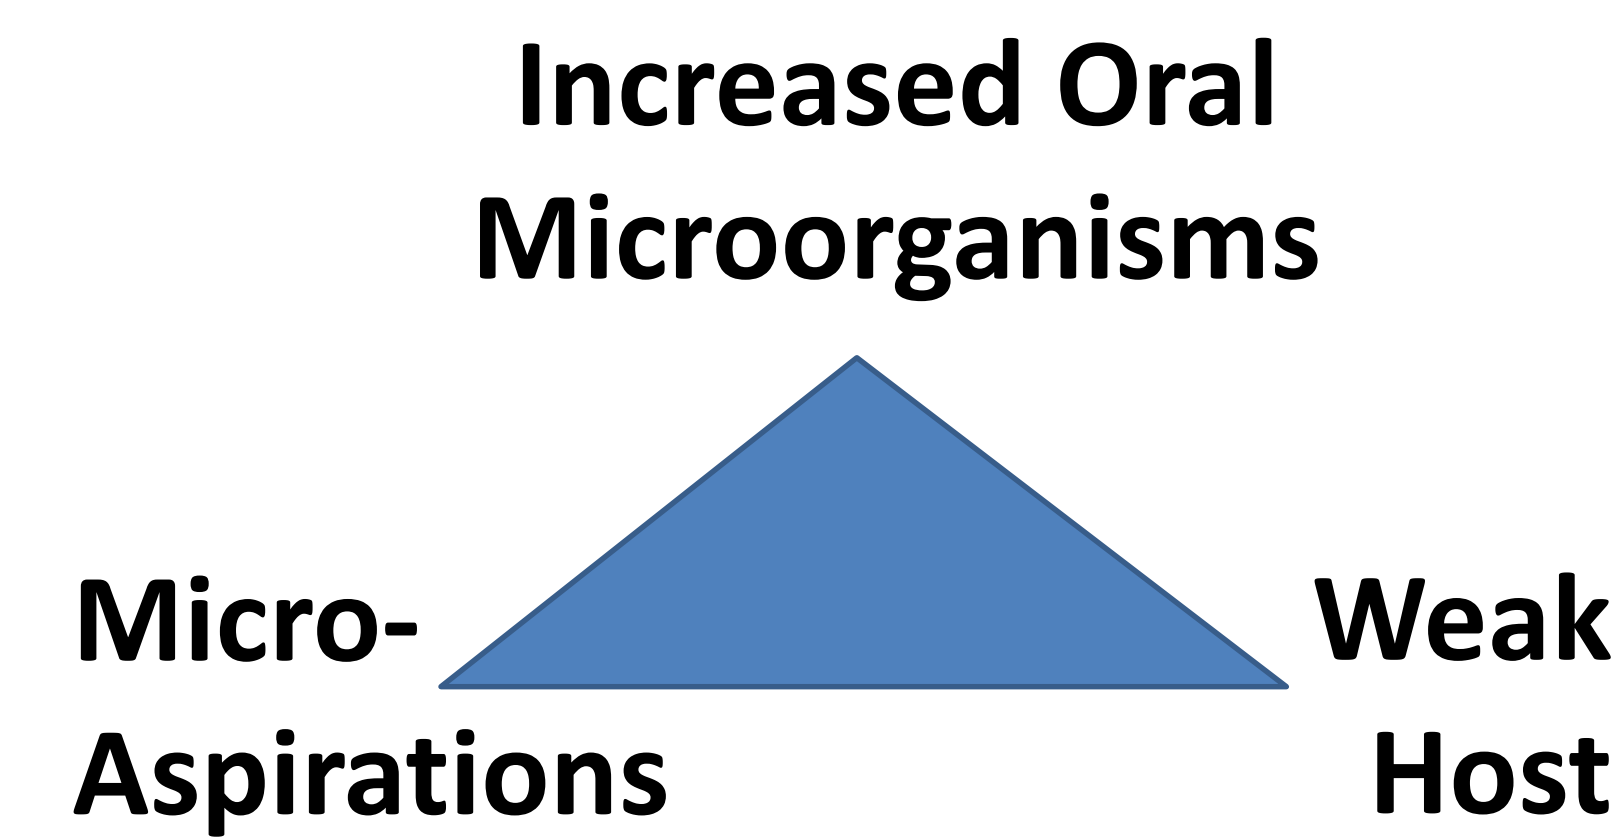 Increased Oral
Microorganisms
Micro-
Aspirations
Weak
Host